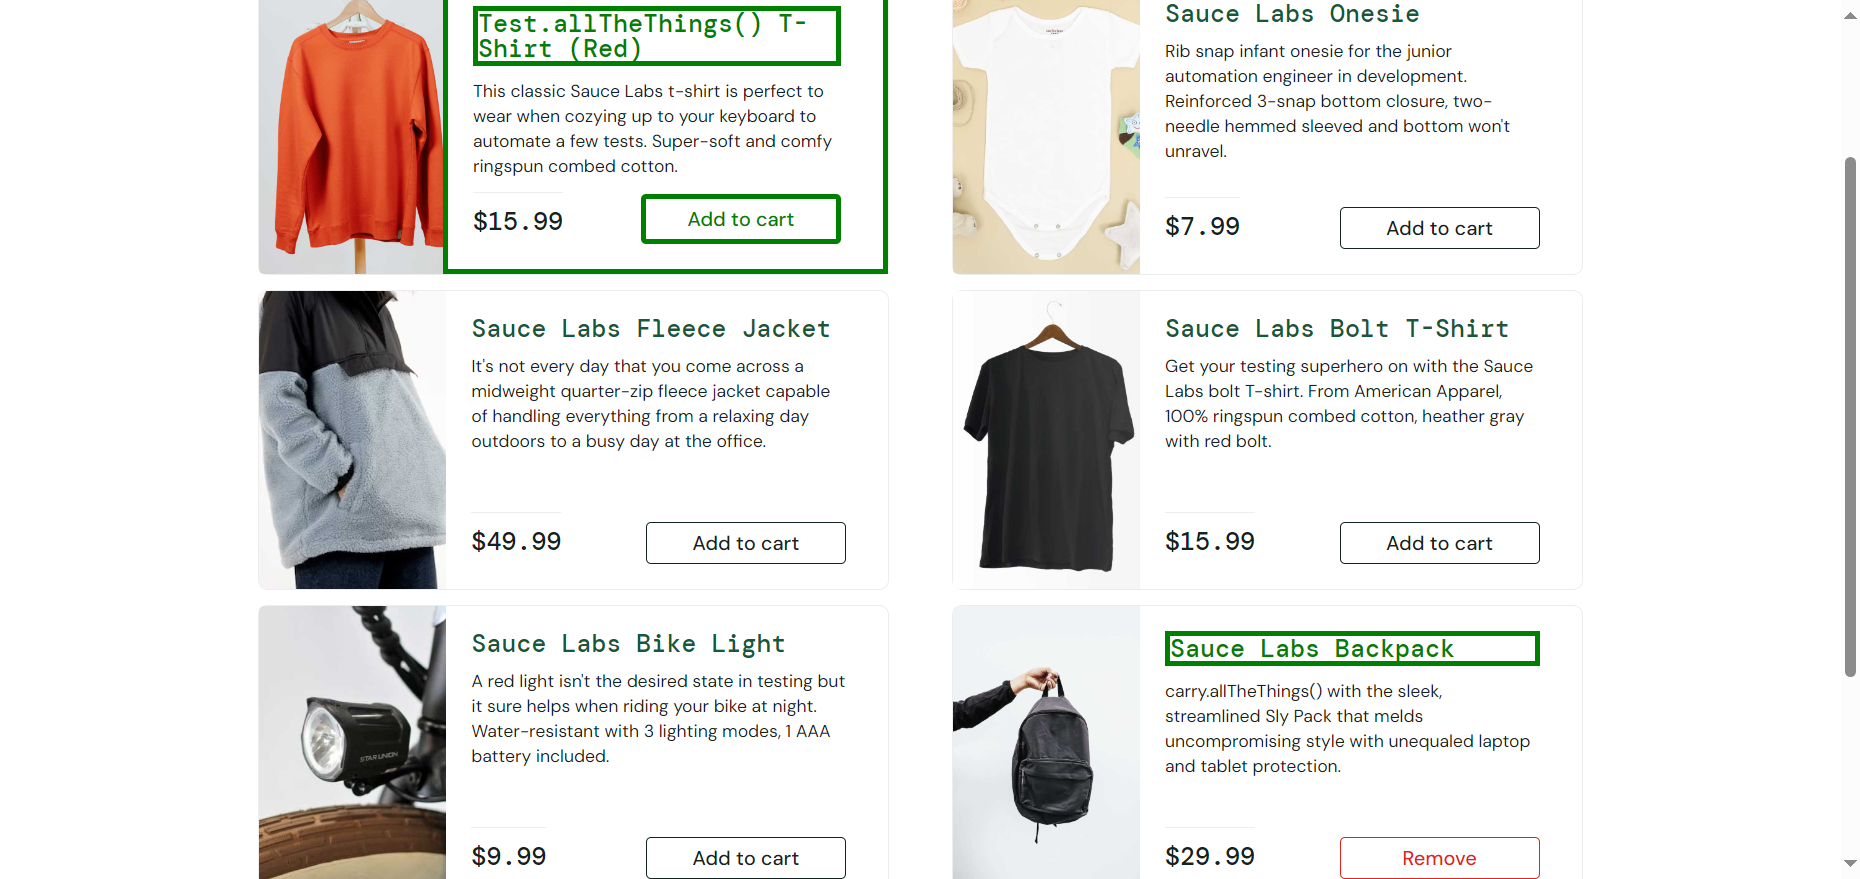 Test.allTheThings() T-
Shirt (Red)
This classic Sauce Labs t-shirt is perfect to
wear when cozying up to your keyboard to
automate a few tests. Super-soft and comfy
ringspun combed cotton.
$15.99
Add to cart
Sauce Labs Onesie
Rib snap infant onesie for the junior
automation engineer in development.
Reinforced 3-snap bottom closure, two-
needle hemmed sleeved and bottom won't
unravel.
$7.99
Add to cart
Sauce Labs Fleece Jacket
It's not every day that you come across a
midweight quarter-zip fleece jacket capable
of handling everything from a relaxing day
outdoors to a busy day at the office.
$49.99
Add to cart
Sauce Labs Bolt T-Shirt
Get your testing superhero on with the Sauce
Labs bolt T-shirt. From American Apparel,
100% ringspun combed cotton, heather gray
with red bolt.
$15.99
Add to cart
Sauce Labs Bike Light
A red light isn't the desired state in testing but
it sure helps when riding your bike at night.
Water-resistant with 3 lighting modes, 1 AAA
battery included.
STAR UNION
$9.99
Add to cart
Sauce Labs Backpack
carry.allTheThings() with the sleek,
streamlined Sly Pack that melds
uncompromising style with unequaled laptop
and tablet protection.
$29.99
Remove